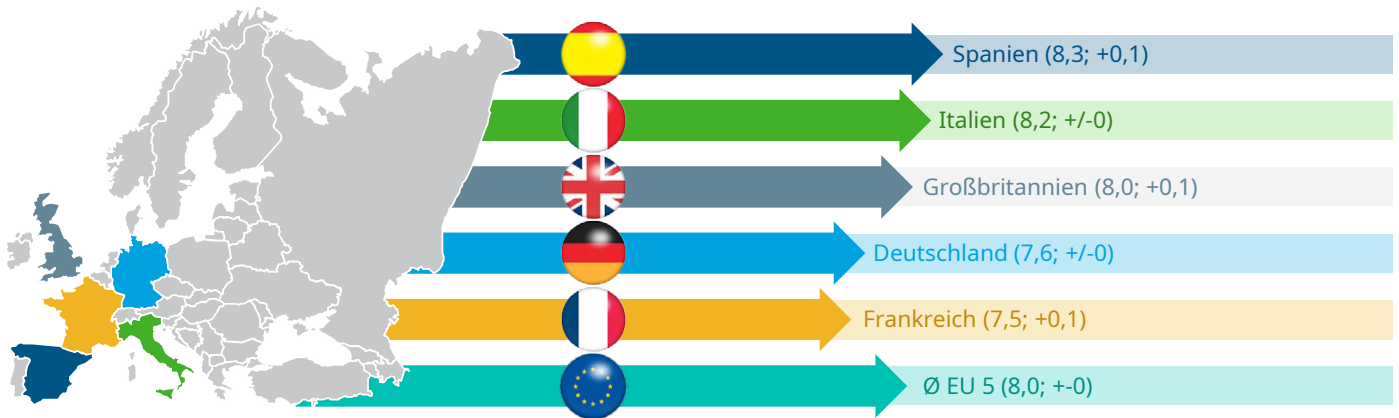 Spanien (8,3; +0,1)
Italien (8,2; +/-0)
Großbritannien (8,0; +0,1)
Deutschland (7,6; +/-0)
Frankreich (7,5; +0,1)
Ø EU 5 (8,0; +-0)